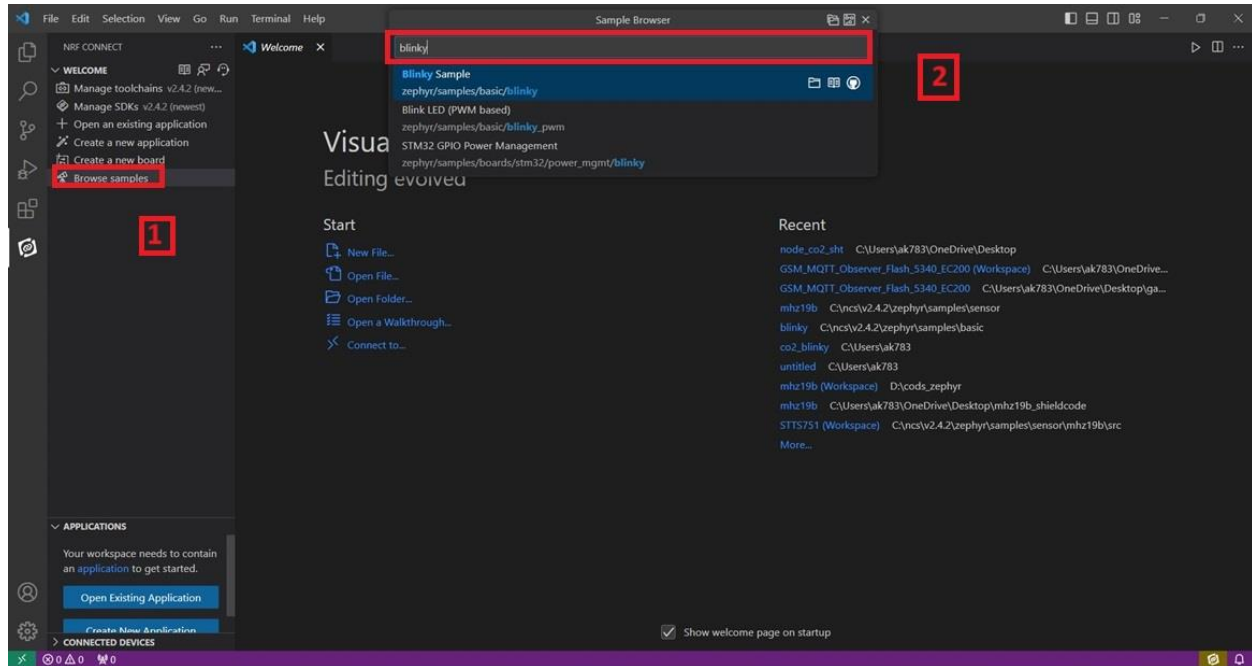 File Edit Selection View Go Run Terminal Help
Sample Browser
NRF CONNECT
Welcome
blinky
2
WELCOME
Manage toolchains v2.4.2 (new...
Manage SDKs v2.4.2 (newest)
Open an existing application
Create a new application
Create a new board
Browse samples
1
Blinky Sample
zephyr/samples/basic/blinky
Blink LED (PWM based)
zephyr/samples/basic/blinky_pwm
STM32 GPIO Power Management
zephyr/samples/boards/stm32/power_mgmt/blinky
Visua
Editing evolved
Start
New File...
Open File...
Open Folder...
Open a Walkthrough...
Connect to...
Recent
node_co2_sht C:\Users\ak783\OneDrive\Desktop
GSM_MQTT_Observer_Flash_5340_EC200 (Workspace) C:\Users\ak783\OneDrive...
GSM_MQTT_Observer_Flash_5340_EC200 C:\Users\ak783\OneDrive\Desktop\ga...
mhz19b C:\ncs\v2.4.2\zephyr\samples\sensor
blinky C:\ncs\v2.4.2\zephyr\samples\basic
co2_blinky C:\Users\ak783
untitled C:\Users\ak783
mhz19b (Workspace) D:\cods_zephyr
mhz19b C:\Users\ak783\OneDrive\Desktop\mhz19b_shieldcode
STTS751 (Workspace) C:\ncs\v2.4.2\zephyr\samples\sensor\mhz19b\src
More...
APPLICATIONS
Your workspace needs to contain
an application to get started.
Open Existing Application
Create New Application
CONNECTED DEVICES
Show welcome page on startup
0 0 0